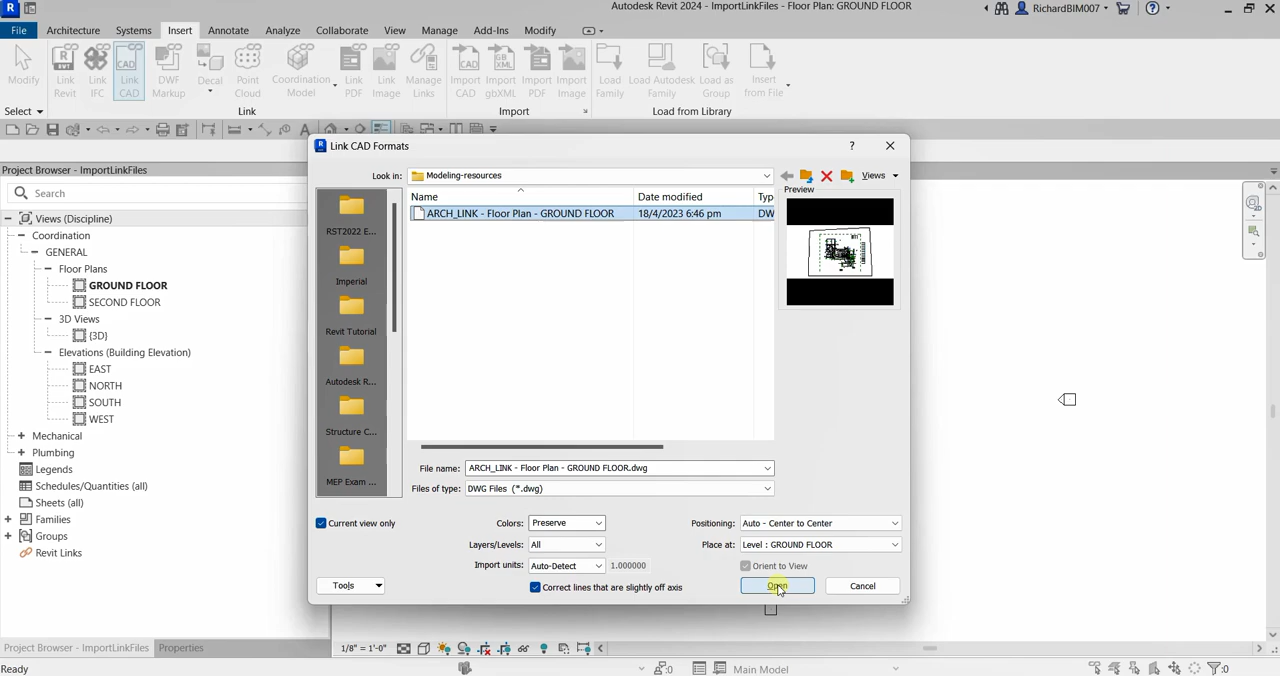 Autodesk Revit 2024 - ImportLinkFiles - Floor Plan: GROUND FLOOR
RichardBIM007
File Architecture Systems Insert Annotate Analyze Collaborate View Manage Add-Ins Modify
Modify
Link Revit
Link IFC
Link CAD
DWF Markup
Decal
Point Cloud
Coordination Model
Link PDF
Link Image
Manage Links
Import CAD
Import gbXML
Import PDF
Import Image
Load Family
Load Autodesk Family
Load as Group
Insert from File
Select Link Import Load from Library
Link CAD Formats
Project Browser - ImportLinkFiles
Search
Views (Discipline)
Coordination
GENERAL
Floor Plans
GROUND FLOOR
SECOND FLOOR
3D Views
{3D}
Elevations (Building Elevation)
EAST
NORTH
SOUTH
WEST
Mechanical
Plumbing
Legends
Schedules/Quantities (all)
Sheets (all)
Families
Groups
Revit Links
Look in: Modeling-resources Views
Name Date modified Typ
ARCH_LINK - Floor Plan - GROUND FLOOR 18/4/2023 6:46 pm DW
Preview
RST2022 E...
Imperial
Revit Tutorial
Autodesk R...
Structure C...
MEP Exam ...
File name: ARCH_LINK - Floor Plan - GROUND FLOOR.dwg
Files of type: DWG Files (*.dwg)
Current view only
Colors: Preserve
Positioning: Auto - Center to Center
Layers/Levels: All
Place at: Level : GROUND FLOOR
Import units: Auto-Detect 1.000000
Orient to View
Correct lines that are slightly off axis
Tools Open Cancel
Project Browser - ImportLinkFiles Properties
1/8" = 1'-0"
Ready :0 Main Model :0